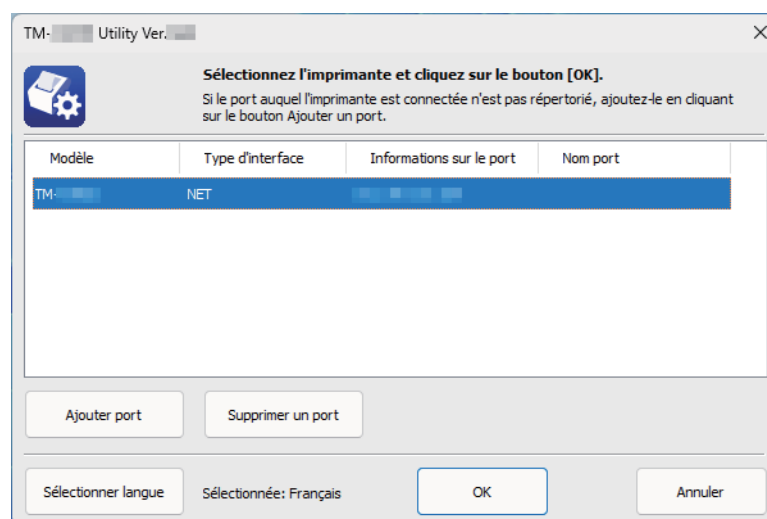 TM- Utility Ver.
Sélectionnez l'imprimante et cliquez sur le bouton [OK].
Si le port auquel l'imprimante est connectée n'est pas répertorié, ajoutez-le en cliquant
sur le bouton Ajouter un port.
Modèle Type d'interface Informations sur le port Nom port
TM- NET
Ajouter port Supprimer un port
Sélectionner langue Sélectionnée: Français OK Annuler